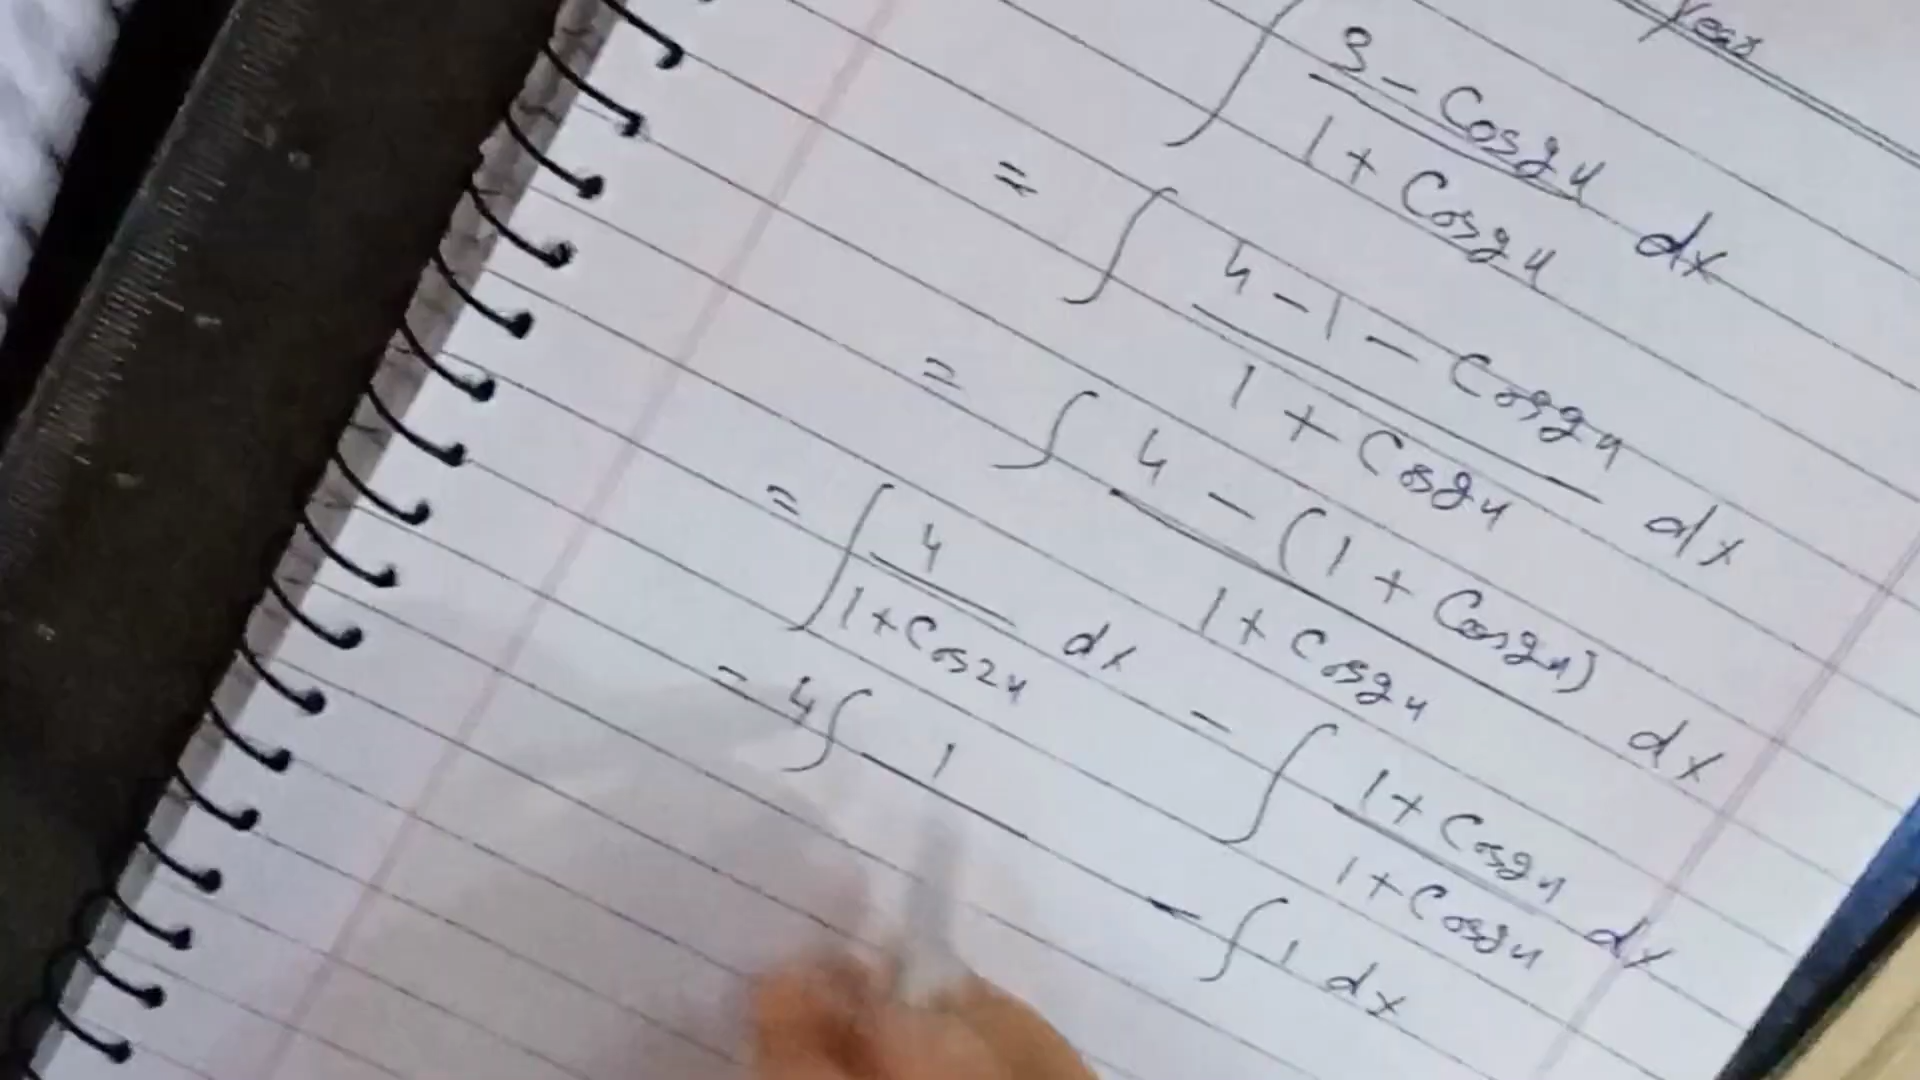 Year
∫ 3 - Cos2x / 1 + Cos2x dx
= ∫ 4 - 1 - Cos2x / 1 + Cos2x dx
= ∫ 4 - (1 + Cos2x) / 1 + Cos2x dx
= ∫ 4 / 1 + Cos2x dx - ∫ 1 + Cos2x / 1 + Cos2x dx
= 4 ∫ 1 / - ∫ 1 dx